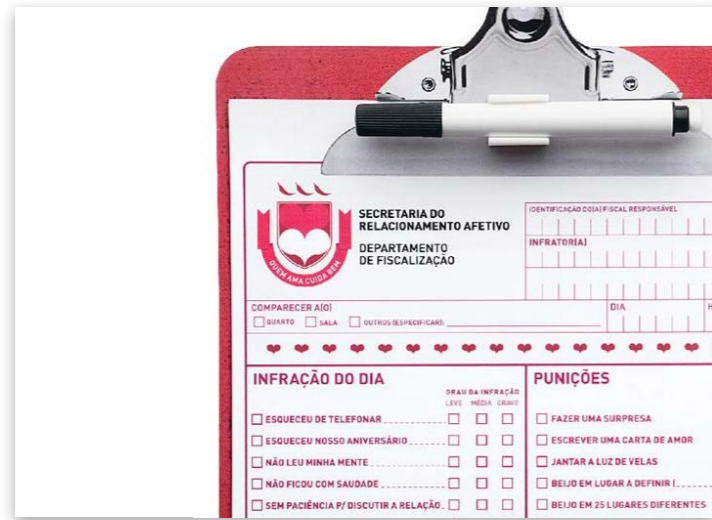 SECRETARIA DO
RELACIONAMENTO AFETIVO
DEPARTAMENTO
DE FISCALIZAÇÃO
QUEM AMA CUIDA BEM
IDENTIFICAÇÃO DO(A) FISCAL RESPONSÁVEL
INFRATOR(A)
COMPARECER A(O)
QUARTO SALA OUTROS (ESPECIFICAR):
DIA
H
INFRAÇÃO DO DIA
GRAU DA INFRAÇÃO
LEVE MÉDIA GRAVE
ESQUECEU DE TELEFONAR
ESQUECEU NOSSO ANIVERSÁRIO
NÃO LEU MINHA MENTE
NÃO FICOU COM SAUDADE
SEM PACIÊNCIA P/ DISCUTIR A RELAÇÃO
PUNIÇÕES
FAZER UMA SURPRESA
ESCREVER UMA CARTA DE AMOR
JANTAR A LUZ DE VELAS
BEIJO EM LUGAR A DEFINIR (
BEIJO EM 25 LUGARES DIFERENTES